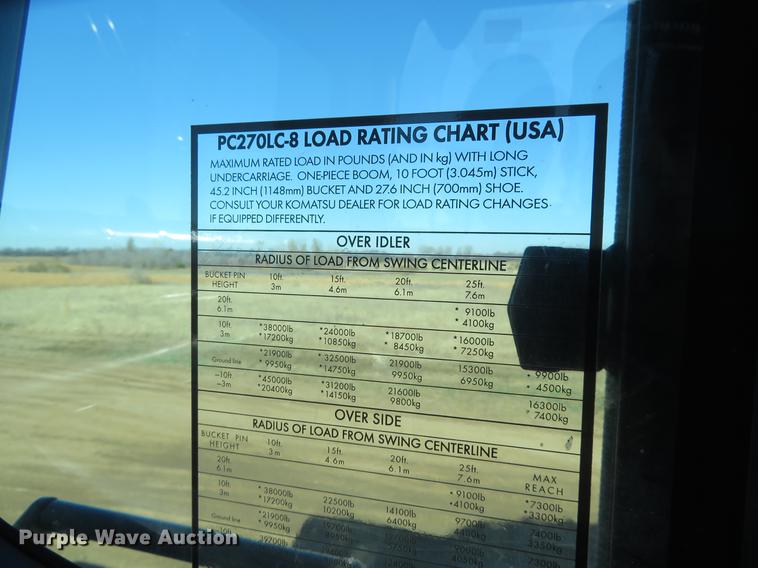 PC270LC-8 LOAD RATING CHART (USA)
MAXIMUM RATED LOAD IN POUNDS (AND IN kg) WITH LONG
UNDERCARRIAGE. ONE-PIECE BOOM, 10 FOOT (3.045m) STICK,
45.2 INCH (1148mm) BUCKET AND 27.6 INCH (700mm) SHOE.
CONSULT YOUR KOMATSU DEALER FOR LOAD RATING CHANGES
IF EQUIPPED DIFFERENTLY.
OVER IDLER
RADIUS OF LOAD FROM SWING CENTERLINE
BUCKET PIN 10ft. 15ft. 20ft. 25ft.
HEIGHT 3m 4.6m 6.1m 7.6m
20ft. * 9100lb
6.1m * 4100kg
10ft. *38000lb *24000lb *18700lb *16000lb
3m *17200kg *10850kg * 8450kg * 7250kg
Ground line *21900lb * 32500lb 21900lb 15300lb * 9900lb
* 9950kg *14750kg 9950kg 6950kg * 4500kg
-10ft. *45000lb *31200lb 21600lb 16300lb
-3m *20400kg *14150kg 9800kg * 7400kg
OVER SIDE
RADIUS OF LOAD FROM SWING CENTERLINE
BUCKET PIN 10ft. 15ft. 20ft. 25ft. MAX
HEIGHT 3m 4.6m 6.1m 7.6m REACH
20ft. * 9100lb *7300lb
6.1m *4100kg *3300kg
10ft. * 38000lb 22500lb 14100lb 9700lb 7400lb
3m *17200kg 10200kg 6400kg 4400kg 3350kg
Ground line *21900lb
* 9950kg 4050kg
39700lb 7300lb
Purple Wave Auction